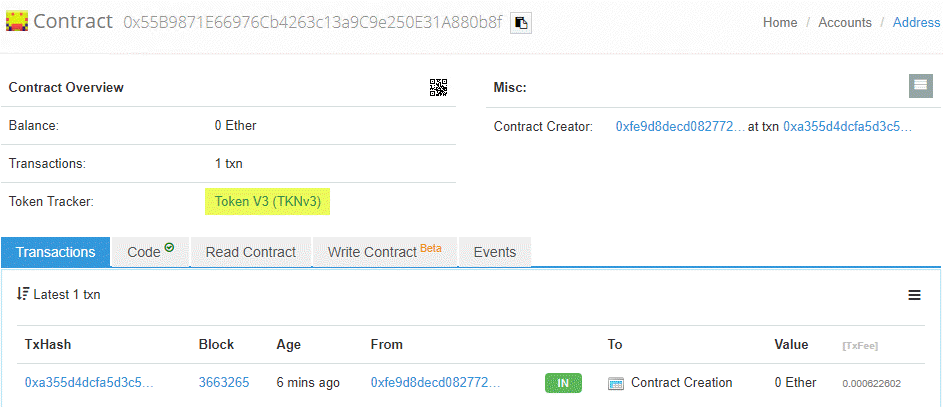 Contract 0x55B9871E66976Cb4263c13a9C9e250E31A880b8f
Home / Accounts / Address
Contract Overview
Misc:
Balance: 0 Ether
Contract Creator: 0xfe9d8decd082772... at txn 0xa355d4dcfa5d3c5...
Transactions: 1 txn
Token Tracker: Token V3 (TKNv3)
Transactions Code Read Contract Write Contract Beta Events
Latest 1 txn
TxHash Block Age From To Value [TxFee]
0xa355d4dcfa5d3c5... 3663265 6 mins ago 0xfe9d8decd082772... IN Contract Creation 0 Ether 0.000622602